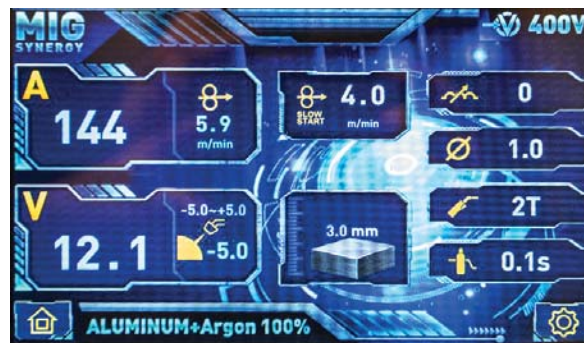 MIG
SYNERGY
400V
A
144
5.9
m/min
SLOW
START
4.0
m/min
0
1.0
V
12.1
-5.0~+5.0
-5.0
3.0 mm
2T
0.1s
ALUMINUM+Argon 100%